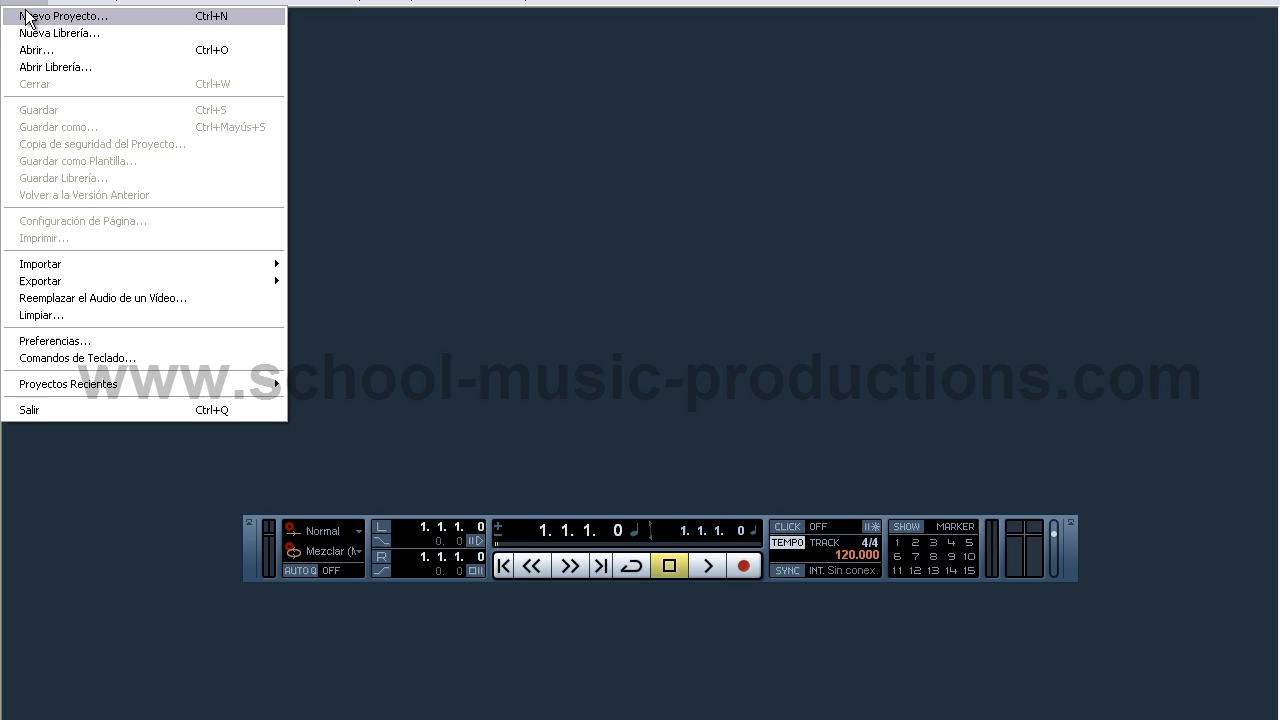 Nuevo Proyecto... Ctrl+N
Nueva Librería...
Abrir... Ctrl+O
Abrir Librería...
Cerrar Ctrl+W
Guardar Ctrl+S
Guardar como... Ctrl+Mayús+S
Copia de seguridad del Proyecto...
Guardar como Plantilla...
Guardar Librería...
Volver a la Versión Anterior
Configuración de Página...
Imprimir...
Importar
Exportar
Reemplazar el Audio de un Vídeo...
Limpiar...
Preferencias...
Comandos de Teclado...
Proyectos Recientes
Salir Ctrl+Q
www.school-music-productions.com
Normal
Mezclar (M
AUTO Q OFF
L 1. 1. 1. 0
0. 0
R 1. 1. 1. 0
0. 0
1. 1. 1. 0 1. 1. 1. 0
CLICK OFF
TEMPO TRACK 4/4
120.000
SYNC INT. Sin conex.
SHOW MARKER
1 2 3 4 5
6 7 8 9 10
11 12 13 14 15